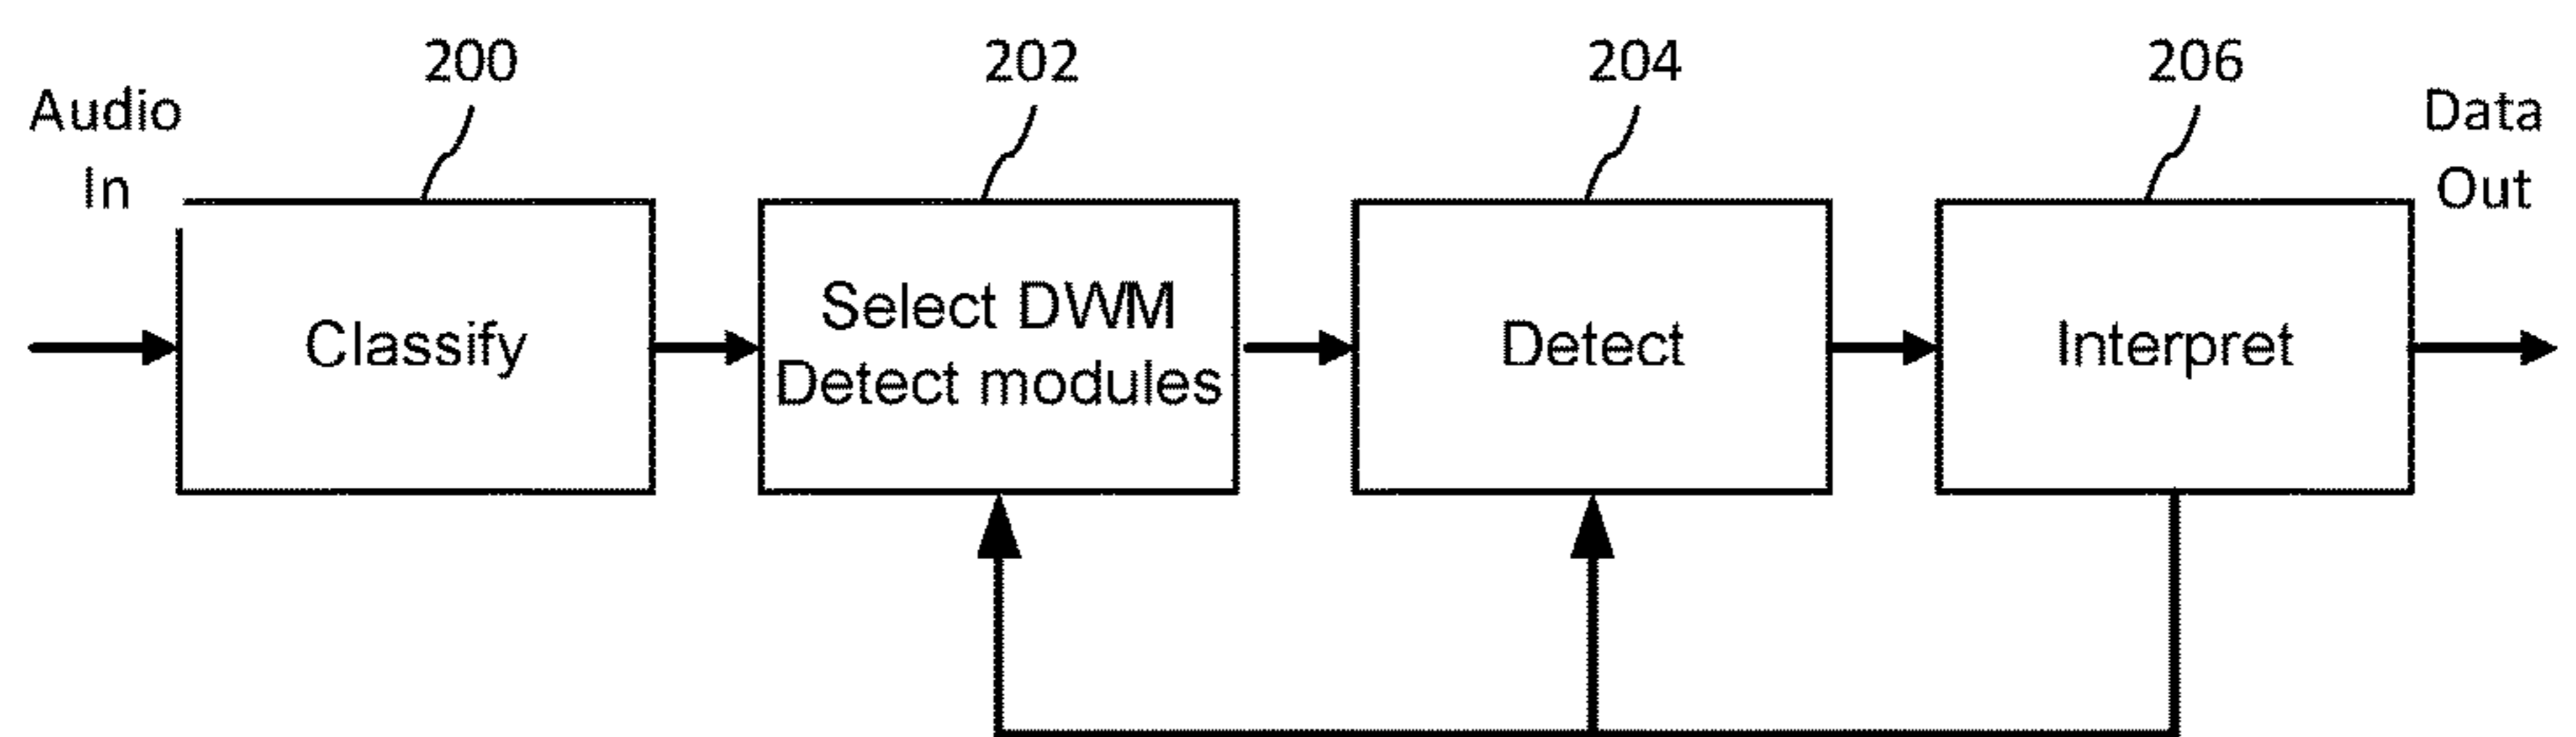 200
202
204
206
Audio
In
Data
Out
Classify
Select DWM
Detect modules
Detect
Interpret